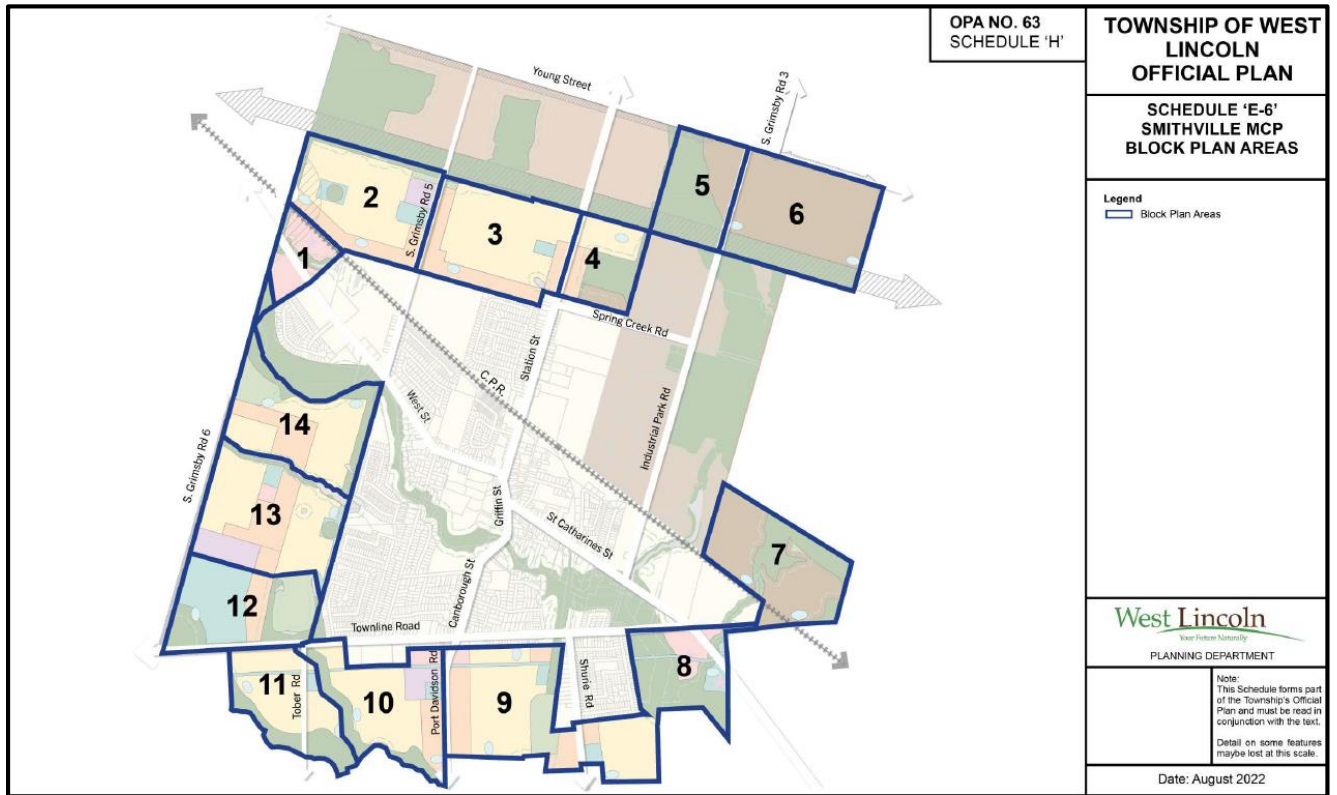 OPA NO. 63
SCHEDULE ‘H’
TOWNSHIP OF WEST
LINCOLN
OFFICIAL PLAN
SCHEDULE ‘E-6’
SMITHVILLE MCP
BLOCK PLAN AREAS
Legend
Block Plan Areas
Young Street
S. Grimsby Rd 3
5
6
2
S. Grimsby Rd 5
3
4
1
Spring Creek Rd
Station St
C.P.R.
West St
Industrial Park Rd
14
S. Grimsby Rd 6
13
Griffin St
St Catharines St
7
12
Canborough St
Townline Road
8
11
Tober Rd
10
Port Davidson Rd
9
Shurie Rd
West Lincoln
Your Future Naturally
PLANNING DEPARTMENT
Note:
This Schedule forms part
of the Township's Official
Plan and must be read in
conjunction with the text.
Detail on some features
maybe lost at this scale.
Date: August 2022